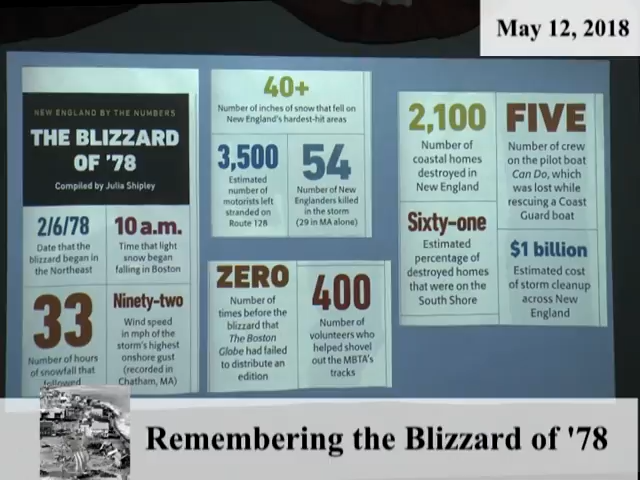 May 12, 2018
NEW ENGLAND BY THE NUMBERS
THE BLIZZARD
OF '78
Compiled by Julia Shipley
2/6/78
Date that the
blizzard began in
the Northeast
10 a.m.
Time that light
snow began
falling in Boston
33
Number of hours
of snowfall that
followed
Ninety-two
Wind speed
in mph of the
storm's highest
onshore gust
(recorded in
Chatham, MA)
40+
Number of inches of snow that fell on
New England's hardest-hit areas
3,500
Estimated
number of
motorists left
stranded on
Route 128
54
Number of New
Englanders killed
in the storm
(29 in MA alone)
ZERO
Number of
times before the
blizzard that
The Boston
Globe had failed
to distribute an
edition
400
Number of
volunteers who
helped shovel
out the MBTA's
tracks
2,100
Number of
coastal homes
destroyed in
New England
FIVE
Number of crew
on the pilot boat
Can Do, which
was lost while
rescuing a Coast
Guard boat
Sixty-one
Estimated
percentage of
destroyed homes
that were on the
South Shore
$1 billion
Estimated cost
of storm cleanup
across New
England
Remembering the Blizzard of '78